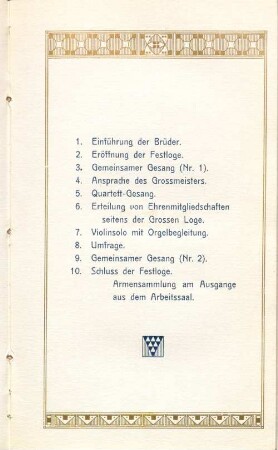 1. Einführung der Brüder.
2. Eröffnung der Festloge.
3. Gemeinsamer Gesang (Nr. 1).
4. Ansprache des Grossmeisters.
5. Quartett-Gesang.
6. Erteilung von Ehrenmitgliedschaften
seitens der Grossen Loge.
7. Violinsolo mit Orgelbegleitung.
8. Umfrage.
9. Gemeinsamer Gesang (Nr. 2).
10. Schluss der Festloge.
Armensammlung am Ausgange
aus dem Arbeitssaal.